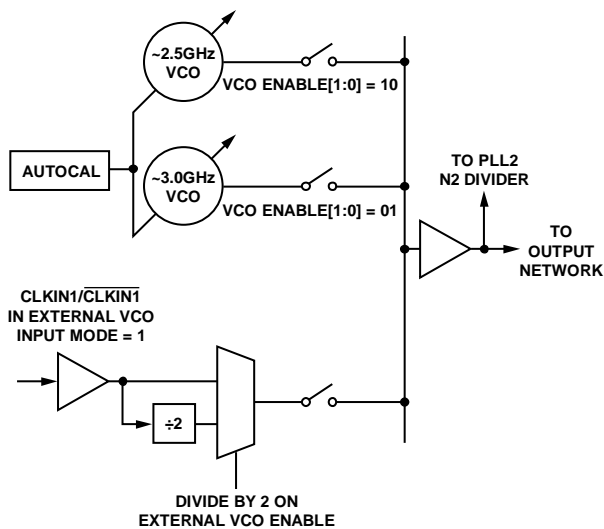 ~2.5GHz
VCO
VCO ENABLE[1:0] = 10
AUTOCAL
~3.0GHz
VCO
VCO ENABLE[1:0] = 01
TO PLL2
N2 DIVIDER
TO
OUTPUT
NETWORK
CLKIN1/CLKIN1
IN EXTERNAL VCO
INPUT MODE = 1
÷2
DIVIDE BY 2 ON
EXTERNAL VCO ENABLE